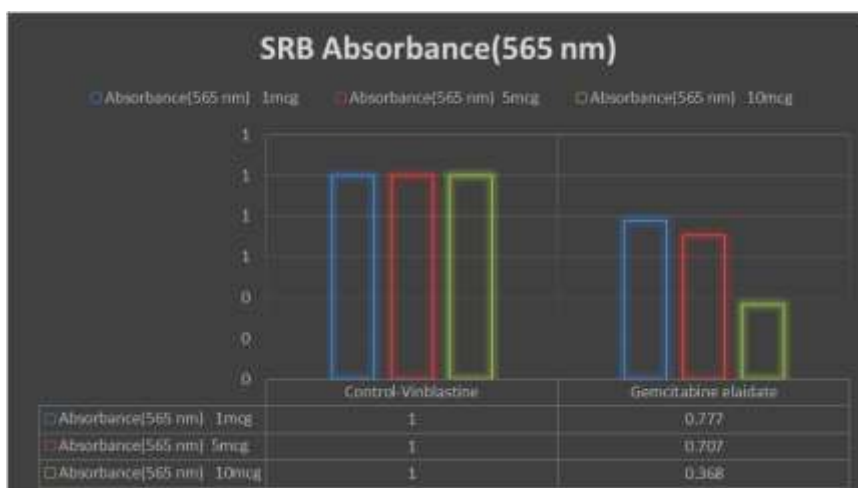 SRB Absorbance(565 nm)
Absorbance(565 nm) 1mcg Absorbance(565 nm) 5mcg Absorbance(565 nm) 10mcg
1
1
1
1
0
0
0
Control-Vinblastine Gemcitabine elaidate
Absorbance(565 nm) 1mcg 1 0.777
Absorbance(565 nm) 5mcg 1 0.707
Absorbance(565 nm) 10mcg 1 0.368